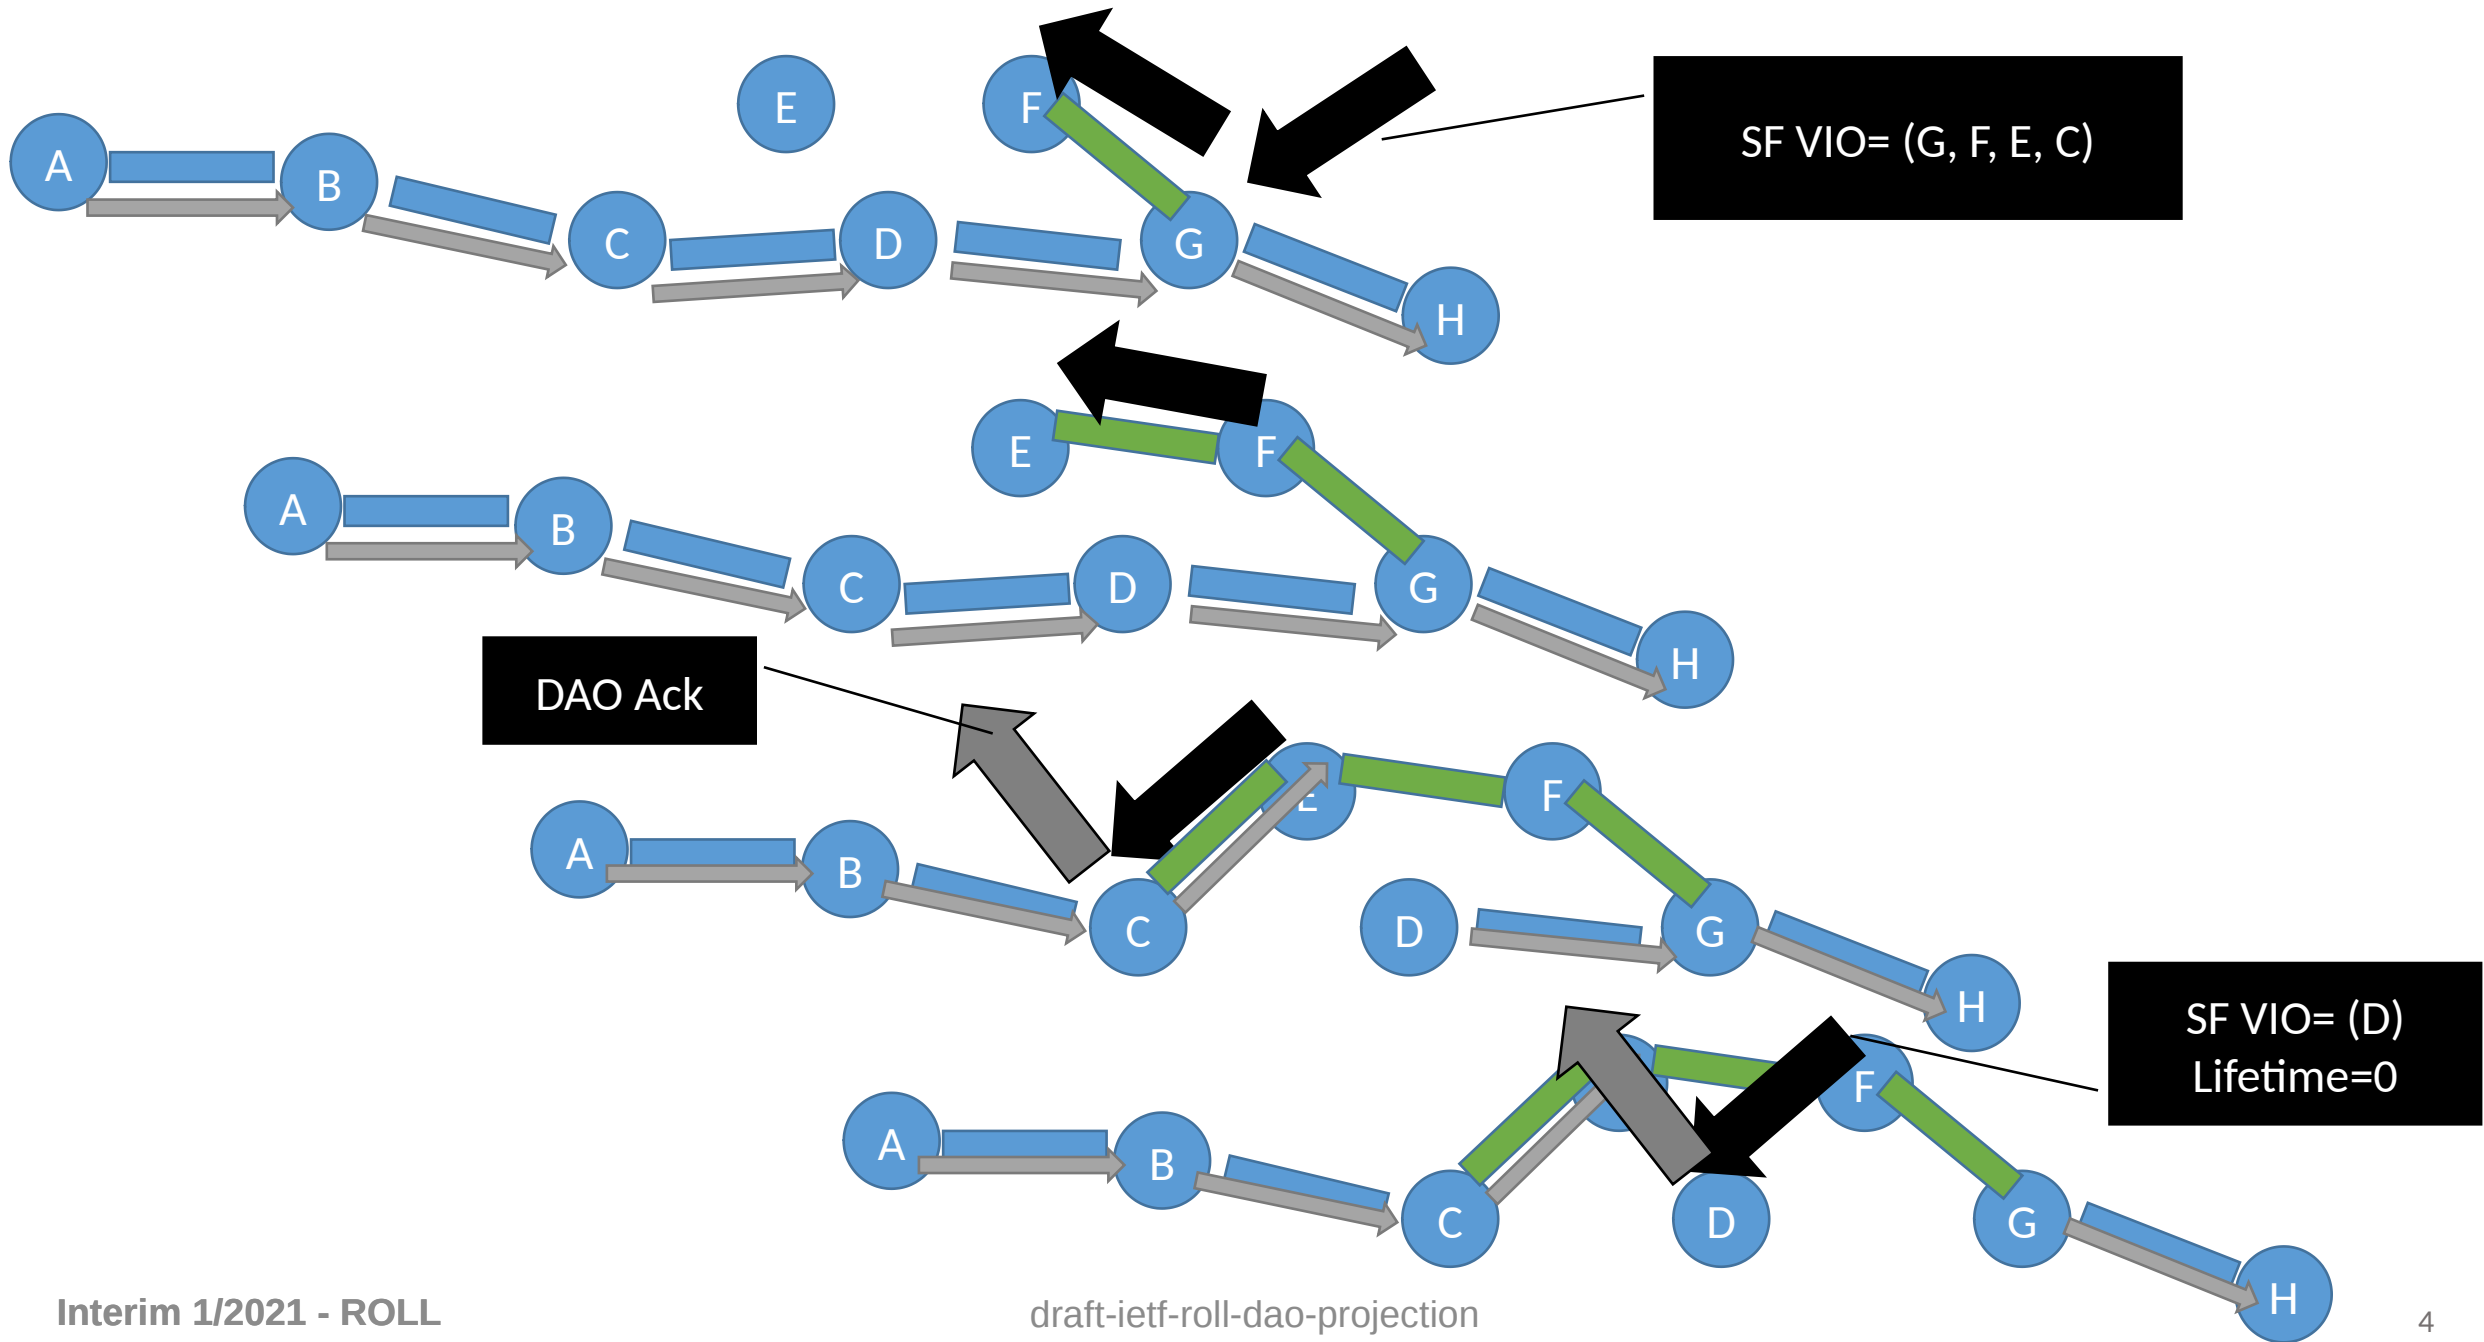 E
F
SF VIO= (G, F, E, C)
A
B
C
D
G
H
E
F
A
B
C
D
G
H
DAO Ack
E
F
A
B
C
D
G
H
SF VIO= (D)
Lifetime=0
F
A
B
C
D
G
H
Interim 1/2021 - ROLL
draft-ietf-roll-dao-projection
4